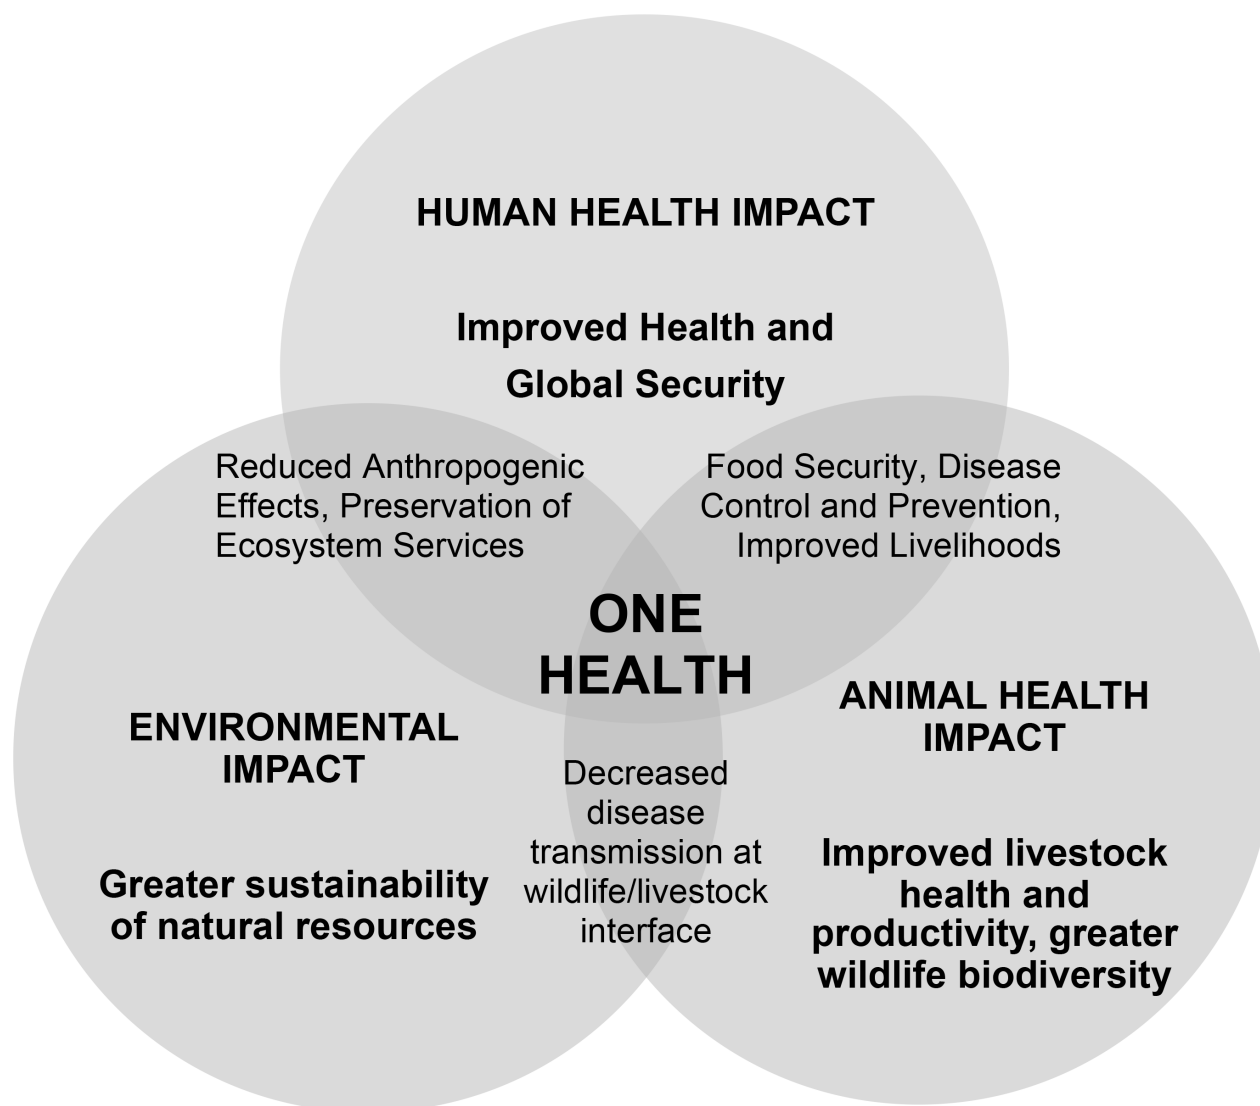 HUMAN HEALTH IMPACT
Improved Health and
Global Security
Reduced Anthropogenic
Effects, Preservation of
Ecosystem Services
Food Security, Disease
Control and Prevention,
Improved Livelihoods
ONE
HEALTH
ENVIRONMENTAL
IMPACT
Greater sustainability
of natural resources
Decreased
disease
transmission at
wildlife/livestock
interface
ANIMAL HEALTH
IMPACT
Improved livestock
health and
productivity, greater
wildlife biodiversity